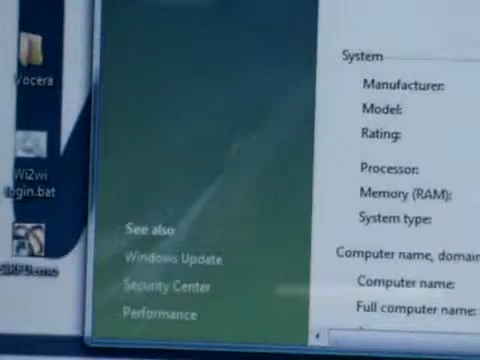 Vocera
Wi2wi
login.bat
See also
Windows Update
Security Center
Performance
System
Manufacturer:
Model:
Rating:
Processor:
Memory (RAM):
System type:
Computer name, domain
Computer name:
Full computer name: